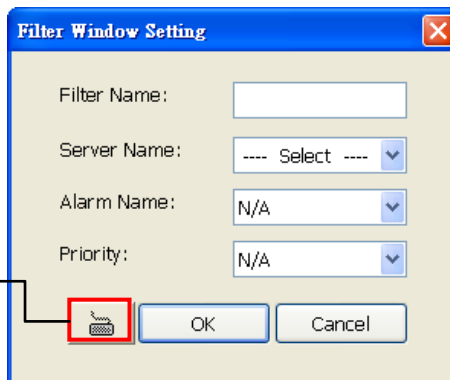 Filter Window Setting
Filter Name:
Server Name: ---- Select ----
Alarm Name: N/A
Priority: N/A
OK Cancel